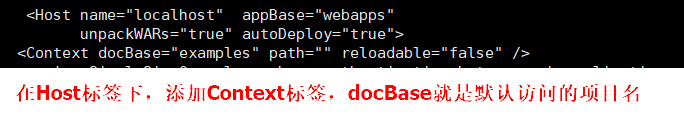 <Host name="localhost"  appBase="webapps"
unpackWARs="true" autoDeploy="true">
<Context docBase="examples" path="" reloadable="false" />
在Host标签下，添加Context标签，docBase就是默认访问的项目名